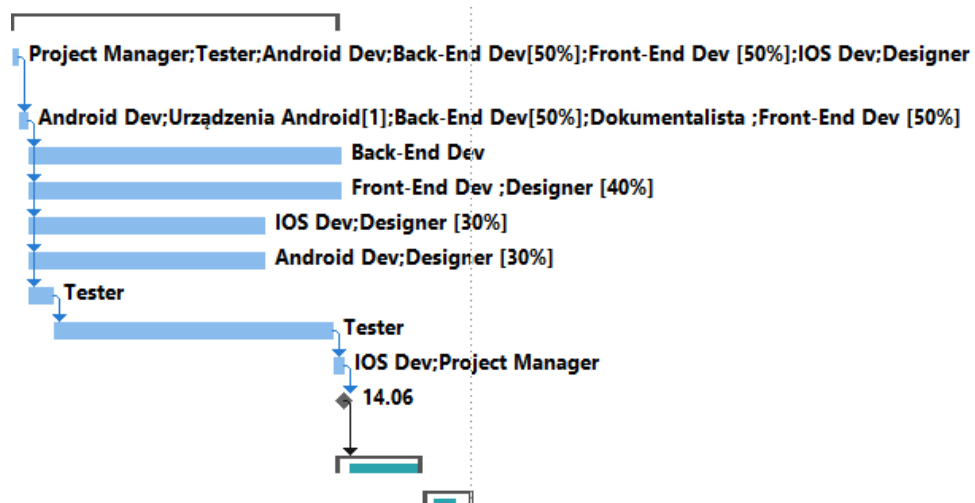 Project Manager;Tester;Android Dev;Back-End Dev[50%];Front-End Dev [50%];IOS Dev;Designer
Android Dev;Urządzenia Android[1];Back-End Dev[50%];Dokumentalista ;Front-End Dev [50%]
Back-End Dev
Front-End Dev ;Designer [40%]
IOS Dev;Designer [30%]
Android Dev;Designer [30%]
Tester
Tester
IOS Dev;Project Manager
14.06